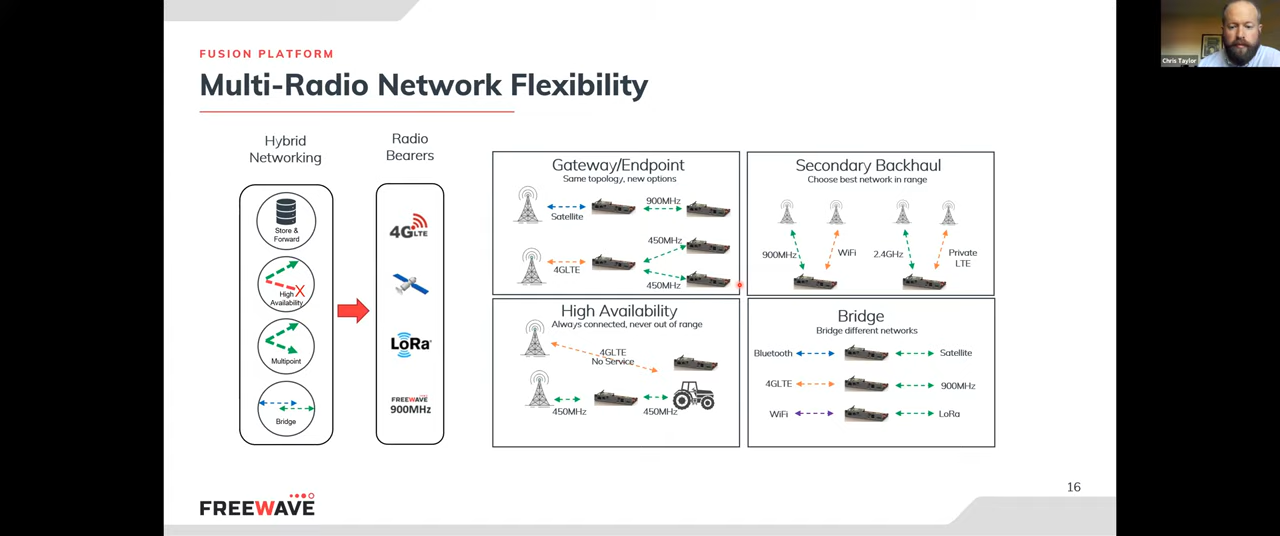 FUSION PLATFORM
Multi-Radio Network Flexibility
Hybrid
Networking
Store &
Forward
High
Availability
Multipoint
Bridge
Radio
Bearers
4GLTE
LoRa
FREEWAVE
900MHz
Gateway/Endpoint
Same topology, new options
Satellite
900MHz
4GLTE
450MHz
450MHz
Secondary Backhaul
Choose best network in range
900MHz
WiFi
2.4GHz
Private
LTE
High Availability
Always connected, never out of range
4GLTE
No Service
450MHz
450MHz
Bridge
Bridge different networks
Bluetooth
Satellite
4GLTE
900MHz
WiFi
LoRa
16
FREEWAVE
Chris Taylor